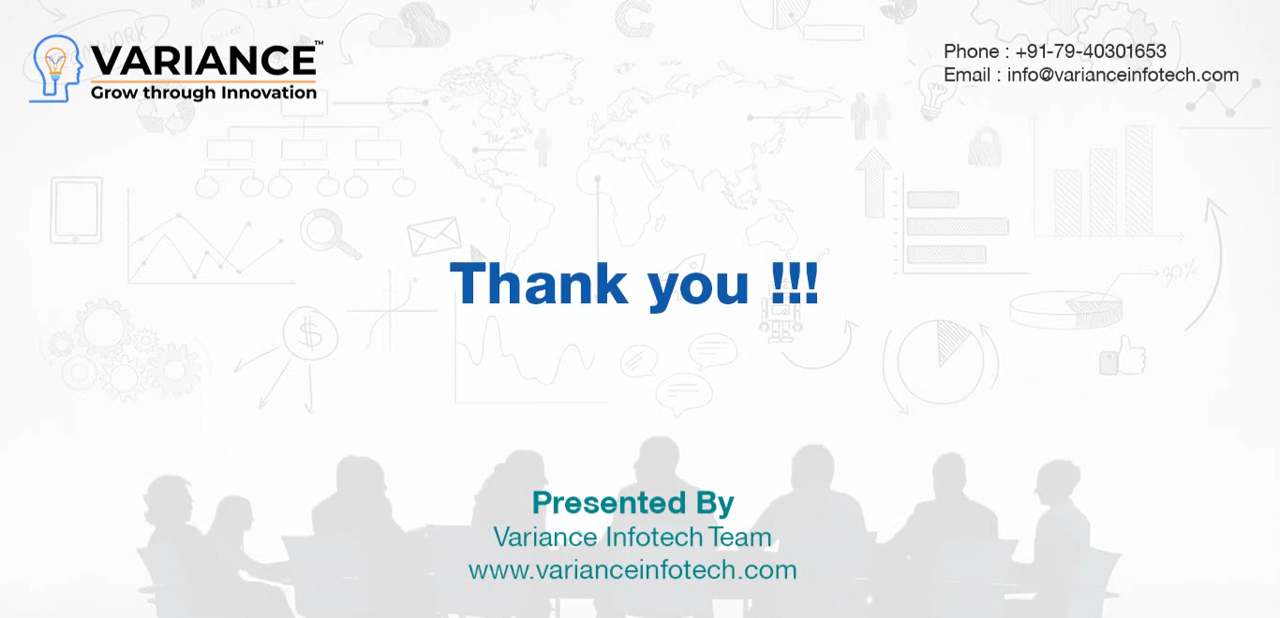 VARIANCE™
Grow through Innovation
Phone : +91-79-40301653
Email : info@varianceinfotech.com
$
30%
Thank you !!!
Presented By
Variance Infotech Team
www.varianceinfotech.com